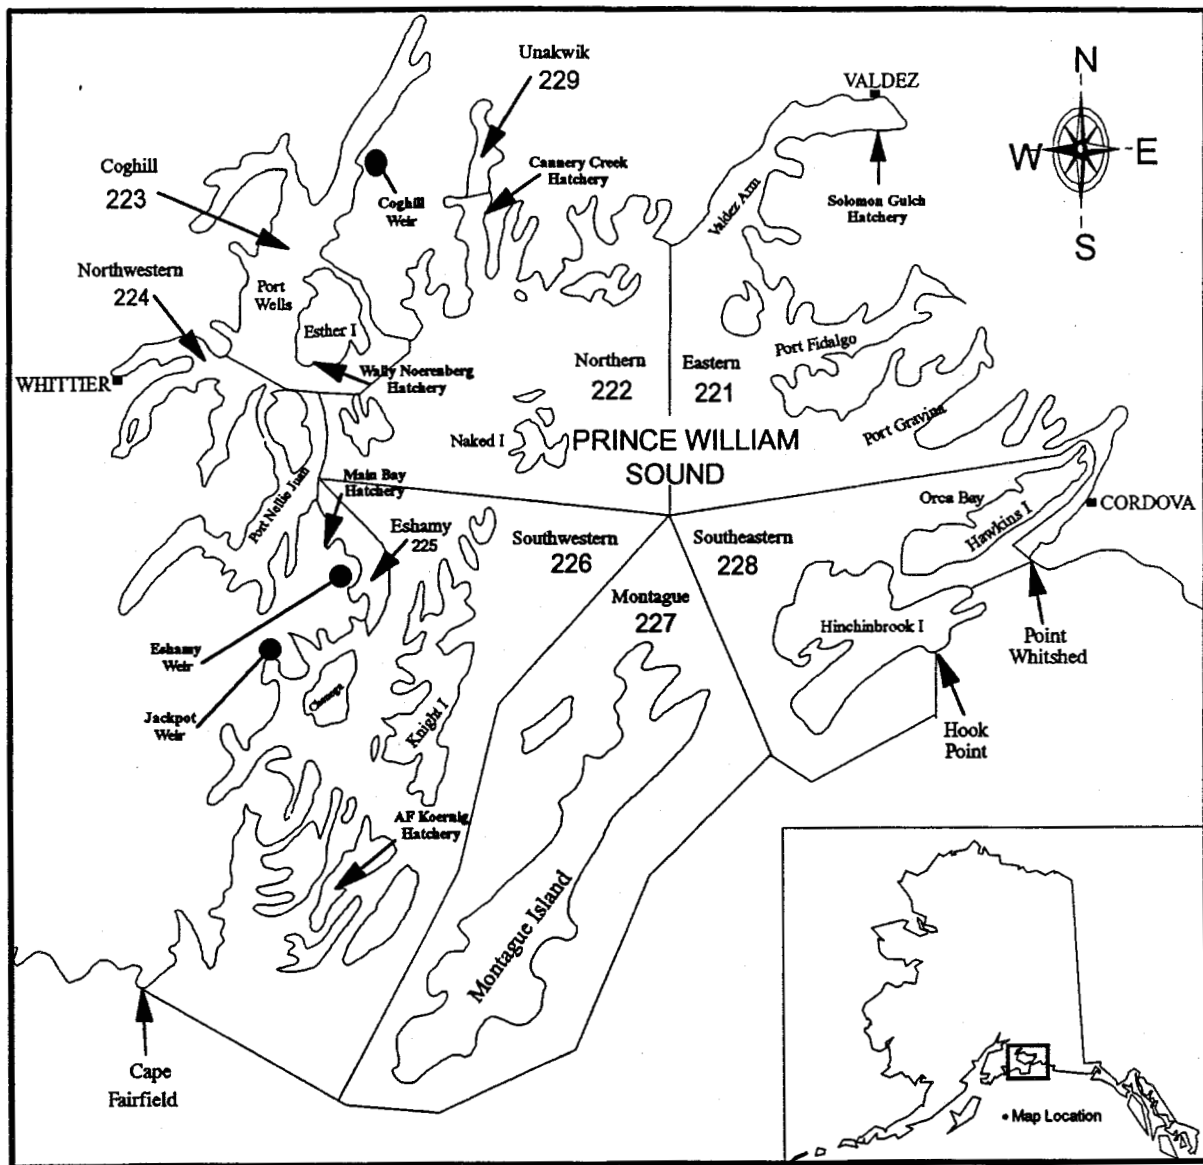 Unakwik
229
VALDEZ
N
W
E
S
Coghill
223
Cannery Creek
Hatchery
Coghill
Weir
Valdez Arm
Solomon Gulch
Hatchery
Northwestern
224
Port
Wells
Esther I
WHITTIER
Wally Noerenberg
Hatchery
Northern
222
Eastern
221
Port Fidalgo
Port Gravina
Naked I
PRINCE WILLIAM
SOUND
Main Bay
Hatchery
Port Nellie Juan
Eshamy
225
Southwestern
226
Southeastern
228
Orca Bay
Hawkins I
CORDOVA
Montague
227
Hinchinbrook I
Point
Whitshed
Eshamy
Weir
Jackpot
Weir
Chenega
Knight I
Hook
Point
AF Koernig
Hatchery
Montague Island
Cape
Fairfield
Map Location